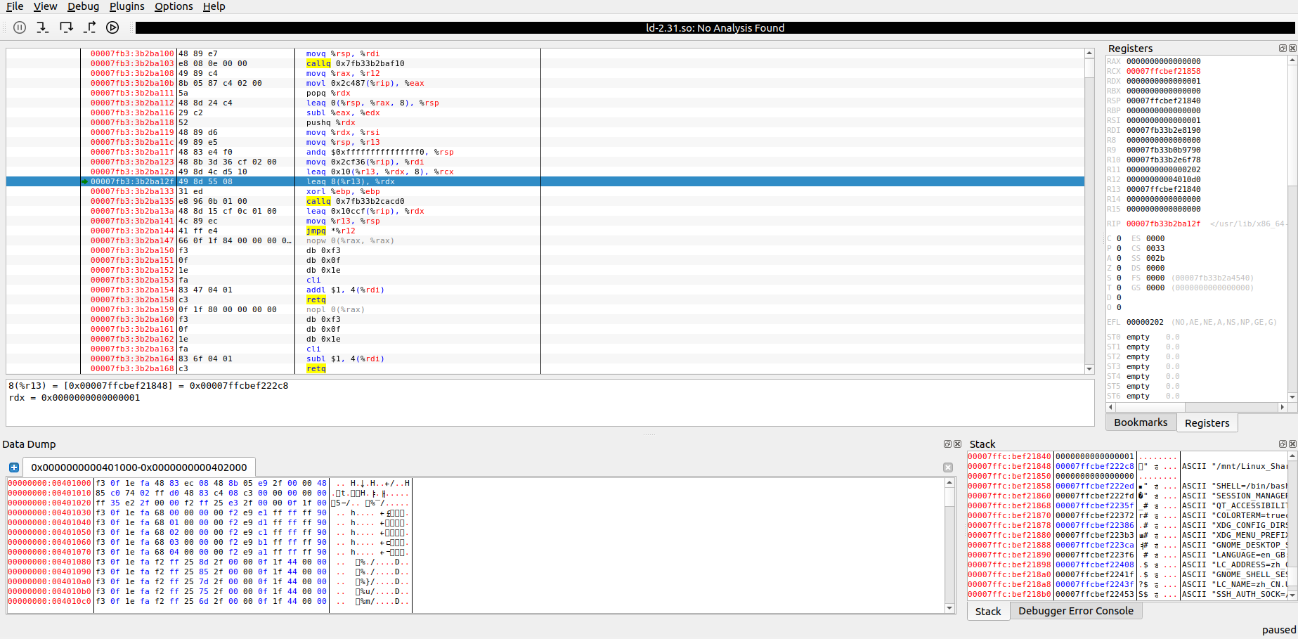 File View Debug Plugins Options Help
ld-2.31.so: No Analysis Found
00007fb3:3b2ba100 48 89 e7 movq %rsp, %rdi
00007fb3:3b2ba103 e8 08 0e 00 00 callq 0x7fb33b2baf10
00007fb3:3b2ba108 49 89 c4 movq %rax, %r12
00007fb3:3b2ba10b 8b 05 87 c4 02 00 movl 0x2c487(%rip), %eax
00007fb3:3b2ba111 5a popq %rdx
00007fb3:3b2ba112 48 8d 24 c4 leaq 0(%rsp, %rax, 8), %rsp
00007fb3:3b2ba116 29 c2 subl %eax, %edx
00007fb3:3b2ba118 52 pushq %rdx
00007fb3:3b2ba119 48 89 d6 movq %rdx, %rsi
00007fb3:3b2ba11c 49 89 e5 movq %rsp, %r13
00007fb3:3b2ba11f 48 83 e4 f0 andq $0xfffffffffffffff0, %rsp
00007fb3:3b2ba123 48 8b 3d 36 cf 02 00 movq 0x2cf36(%rip), %rdi
00007fb3:3b2ba12a 49 8d 4c d5 10 leaq 0x10(%r13, %rdx, 8), %rcx
00007fb3:3b2ba12f 49 8d 55 08 leaq 8(%r13), %rdx
00007fb3:3b2ba133 31 ed xorl %ebp, %ebp
00007fb3:3b2ba135 e8 96 0b 01 00 callq 0x7fb33b2cacd0
00007fb3:3b2ba13a 48 8d 15 cf 0c 01 00 leaq 0x10ccf(%rip), %rdx
00007fb3:3b2ba141 4c 89 ec movq %r13, %rsp
00007fb3:3b2ba144 41 ff e4 jmpq *%r12
00007fb3:3b2ba147 66 0f 1f 84 00 00 00 0… nopw 0(%rax, %rax)
00007fb3:3b2ba150 f3 db 0xf3
00007fb3:3b2ba151 0f db 0x0f
00007fb3:3b2ba152 1e db 0x1e
00007fb3:3b2ba153 fa cli
00007fb3:3b2ba154 83 47 04 01 addl $1, 4(%rdi)
00007fb3:3b2ba158 c3 retq
00007fb3:3b2ba159 0f 1f 80 00 00 00 00 nopl 0(%rax)
00007fb3:3b2ba160 f3 db 0xf3
00007fb3:3b2ba161 0f db 0x0f
00007fb3:3b2ba162 1e db 0x1e
00007fb3:3b2ba163 fa cli
00007fb3:3b2ba164 83 6f 04 01 subl $1, 4(%rdi)
00007fb3:3b2ba168 c3 retq
8(%r13) = [0x00007ffcbef21848] = 0x00007ffcbef222c8
rdx = 0x0000000000000001
Registers
RAX 0000000000000000
RCX 00007ffcbef21858
RDX 0000000000000001
RBX 0000000000000000
RSP 00007ffcbef21840
RBP 0000000000000000
RSI 0000000000000001
RDI 00007fb33b2e8190
R8 0000000000000000
R9 00007fb33b0b9790
R10 00007fb33b2e6f78
R11 0000000000000202
R12 00000000004010d0
R13 00007ffcbef21840
R14 0000000000000000
R15 0000000000000000
RIP 00007fb33b2ba12f </usr/lib/x86_64-
C 0 ES 0000
P 0 CS 0033
A 0 SS 002b
Z 0 DS 0000
S 0 FS 0000 (00007fb33b2a4540)
T 0 GS 0000 (0000000000000000)
D 0
O 0
EFL 00000202 (NO,AE,NE,A,NS,NP,GE,G)
ST0 empty 0.0
ST1 empty 0.0
ST2 empty 0.0
ST3 empty 0.0
ST4 empty 0.0
ST5 empty 0.0
ST6 empty 0.0
Bookmarks Registers
Data Dump
0x0000000000401000-0x0000000000402000
00000000:00401000 f3 0f 1e fa 48 83 ec 08 48 8b 05 e9 2f 00 00 48
00000000:00401010 85 c0 74 02 ff d0 48 83 c4 08 c3 00 00 00 00 00
00000000:00401020 ff 35 e2 2f 00 00 f2 ff 25 e3 2f 00 00 0f 1f 00
00000000:00401030 f3 0f 1e fa 68 00 00 00 00 f2 e9 e1 ff ff ff 90
00000000:00401040 f3 0f 1e fa 68 01 00 00 00 f2 e9 d1 ff ff ff 90
00000000:00401050 f3 0f 1e fa 68 02 00 00 00 f2 e9 c1 ff ff ff 90
00000000:00401060 f3 0f 1e fa 68 03 00 00 00 f2 e9 b1 ff ff ff 90
00000000:00401070 f3 0f 1e fa 68 04 00 00 00 f2 e9 a1 ff ff ff 90
00000000:00401080 f3 0f 1e fa f2 ff 25 8d 2f 00 00 0f 1f 44 00 00
00000000:00401090 f3 0f 1e fa f2 ff 25 85 2f 00 00 0f 1f 44 00 00
00000000:004010a0 f3 0f 1e fa f2 ff 25 7d 2f 00 00 0f 1f 44 00 00
00000000:004010b0 f3 0f 1e fa f2 ff 25 75 2f 00 00 0f 1f 44 00 00
00000000:004010c0 f3 0f 1e fa f2 ff 25 6d 2f 00 00 0f 1f 44 00 00
Stack
00007ffc:bef21840 0000000000000001 ........
00007ffc:bef21848 00007ffcbef222c8 ASCII "/mnt/Linux_Sha
00007ffc:bef21850 0000000000000000 ........
00007ffc:bef21858 00007ffcbef222ed ASCII "SHELL=/bin/bas
00007ffc:bef21860 00007ffcbef222fd ASCII "SESSION_MANAGE
00007ffc:bef21868 00007ffcbef2235f ASCII "QT_ACCESSIBILI
00007ffc:bef21870 00007ffcbef22372 ASCII "COLORTERM=true
00007ffc:bef21878 00007ffcbef22386 ASCII "XDG_CONFIG_DIR
00007ffc:bef21880 00007ffcbef223b3 ASCII "XDG_MENU_PREFI
00007ffc:bef21888 00007ffcbef223ca ASCII "GNOME_DESKTOP_S
00007ffc:bef21890 00007ffcbef223f6 ASCII "LANGUAGE=en_GB:
00007ffc:bef21898 00007ffcbef22408 ASCII "LC_ADDRESS=zh_C
00007ffc:bef218a0 00007ffcbef2241f ASCII "GNOME_SHELL_SES
00007ffc:bef218a8 00007ffcbef2243f ASCII "LC_NAME=zh_CN.U
00007ffc:bef218b0 00007ffcbef22453 ASCII "SSH_AUTH_SOCK=/
Stack Debugger Error Console
paused